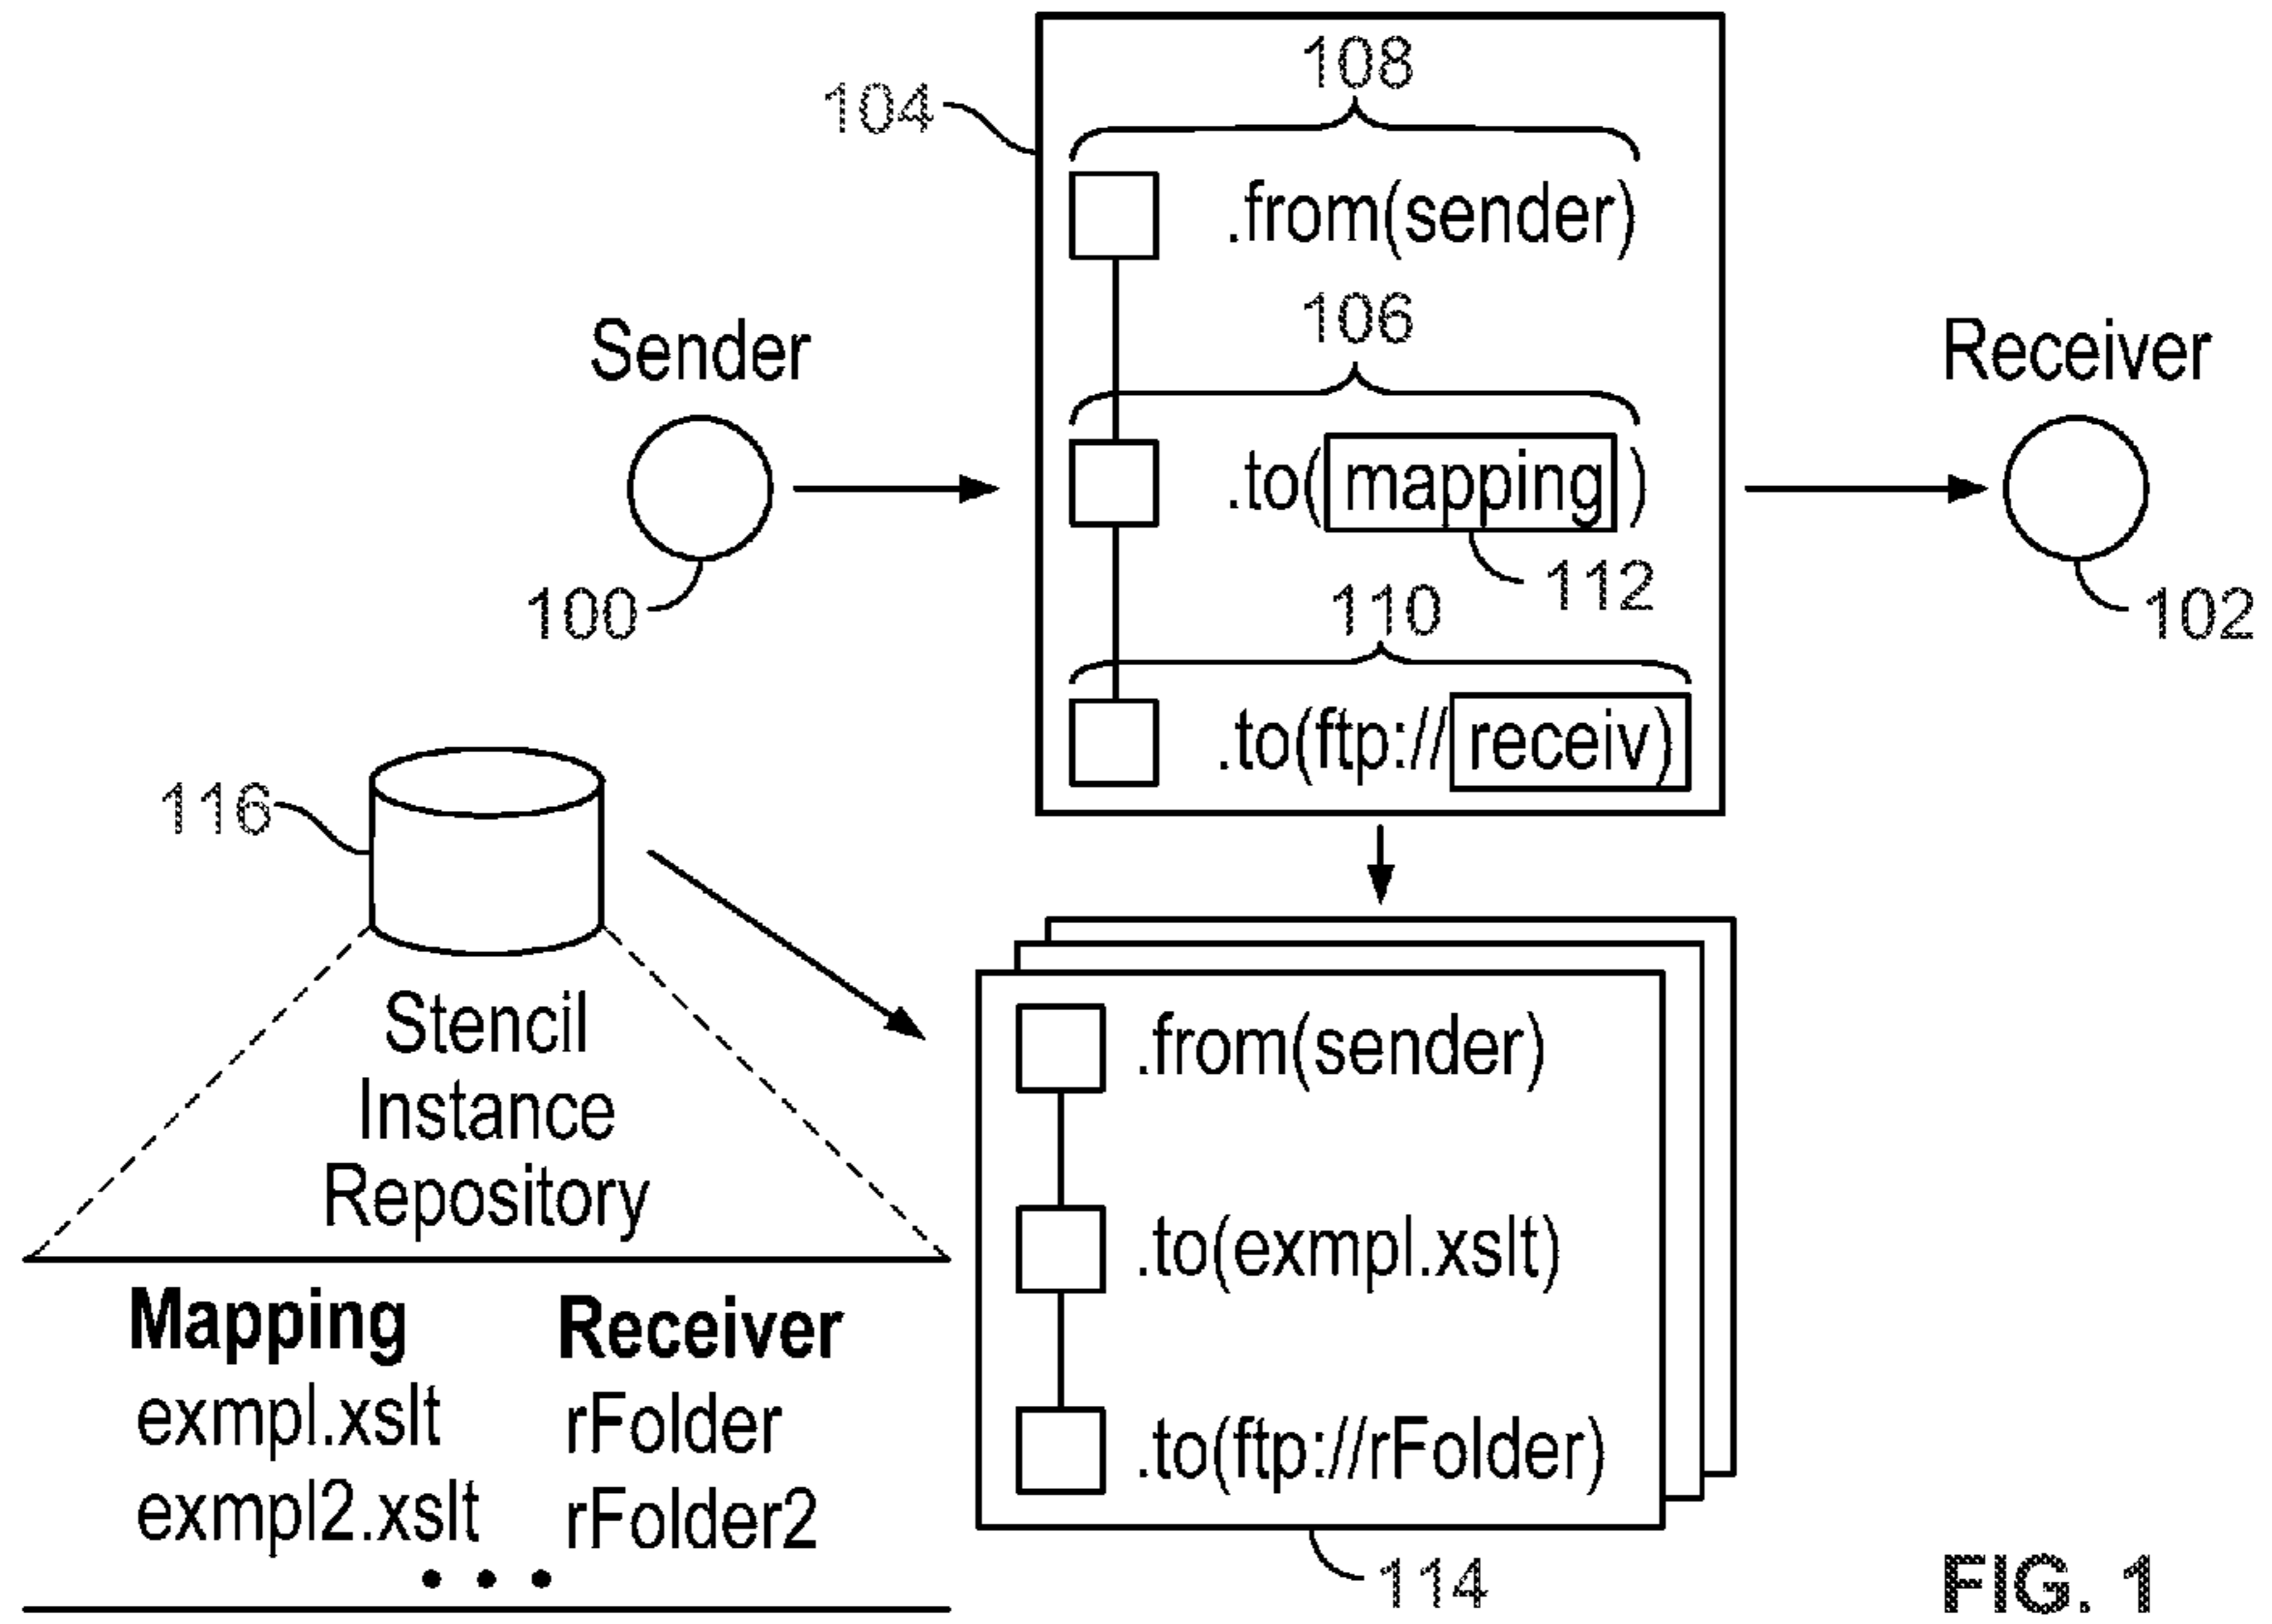 108
104
.from(sender)
106
Sender
Receiver
.to( mapping )
100
112
102
110
.to(ftp:// receiv)
116
Stencil
Instance
Repository
.from(sender)
.to(exmpl.xslt)
.to(ftp://rFolder)
Mapping Receiver
exmpl.xslt rFolder
exmpl2.xslt rFolder2
• • •
114
FIG. 1